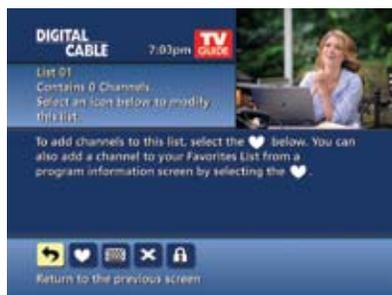 DIGITAL
CABLE
7:03pm
TV
GUIDE
List 01
Contains 0 Channels.
Select an icon below to modify
this list.
To add channels to this list, select the below. You can
also add a channel to your Favorites List from a
program information screen by selecting the .
Return to the previous screen